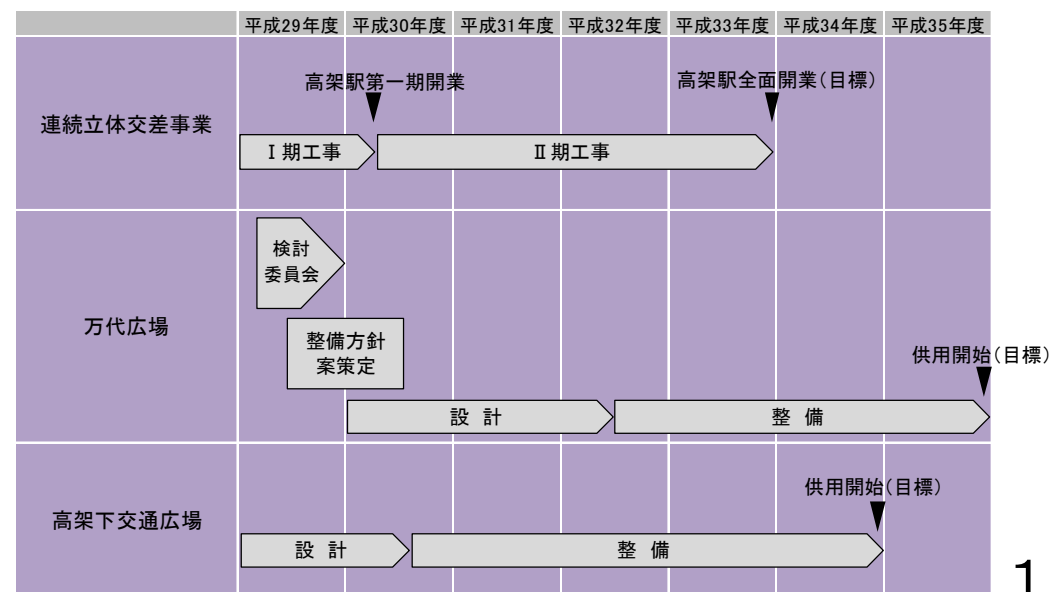 平成29年度 平成30年度 平成31年度 平成32年度 平成33年度 平成34年度 平成35年度
連続立体交差事業
高架駅第一期開業
高架駅全面開業(目標)
Ⅰ期工事
Ⅱ期工事
万代広場
検討
委員会
整備方針
案策定
供用開始(目標)
設 計
整 備
高架下交通広場
供用開始(目標)
設 計
整 備
1